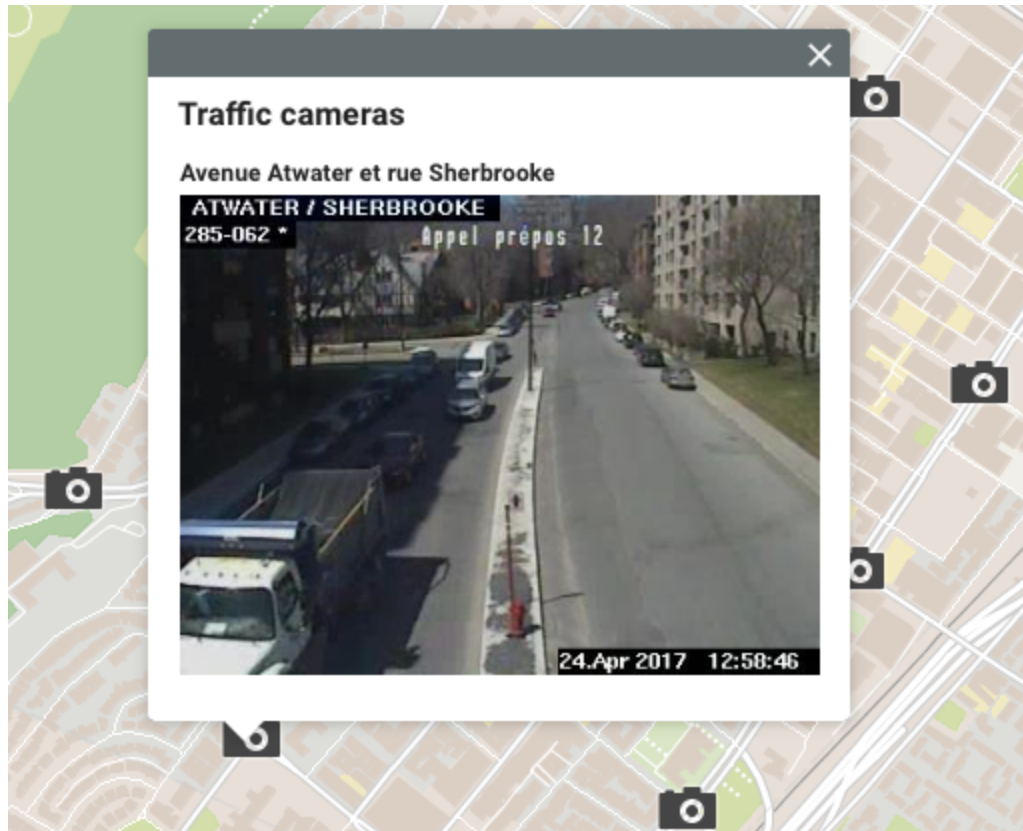 Traffic cameras
Avenue Atwater et rue Sherbrooke
ATWATER / SHERBROOKE
285-062 *
Appel prépos 12
24.Apr 2017 12:58:46